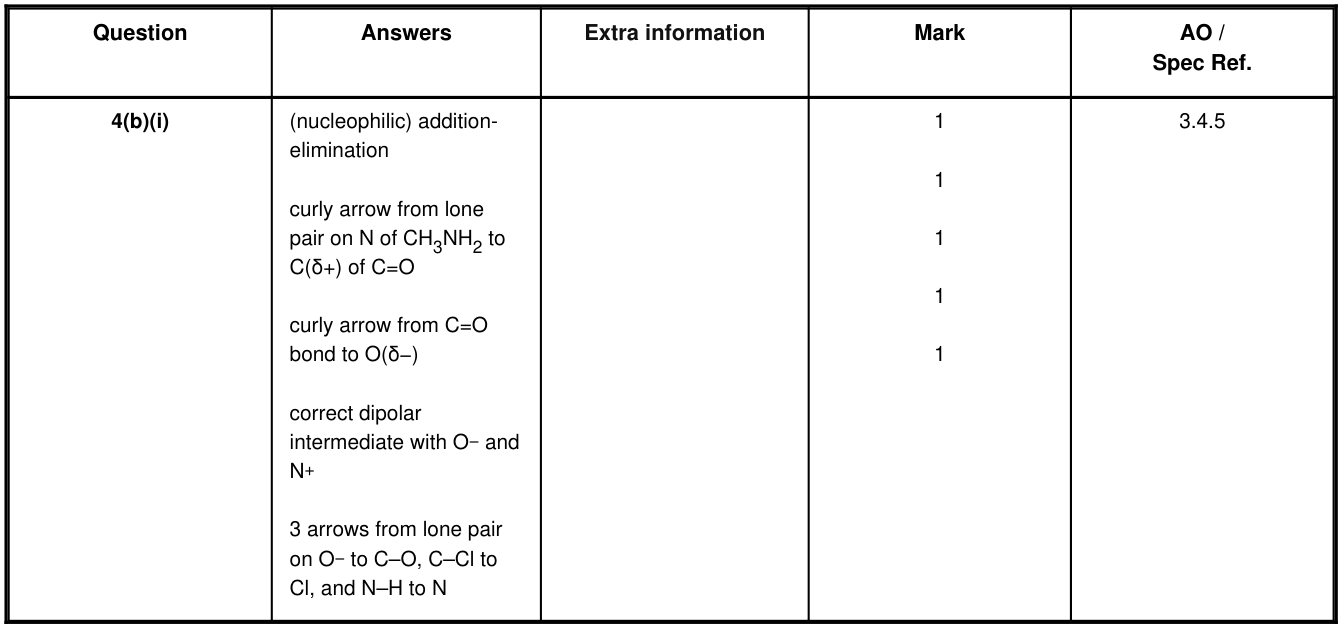 Question Answers Extra information Mark AO /
Spec Ref.
4(b)(i) (nucleophilic) addition- 1 3.4.5
elimination
1
curly arrow from lone
pair on N of CH₃NH₂ to 1
C(δ+) of C=O
1
curly arrow from C=O
bond to O(δ–) 1
correct dipolar
intermediate with O⁻ and
N⁺
3 arrows from lone pair
on O⁻ to C–O, C–Cl to
Cl, and N–H to N